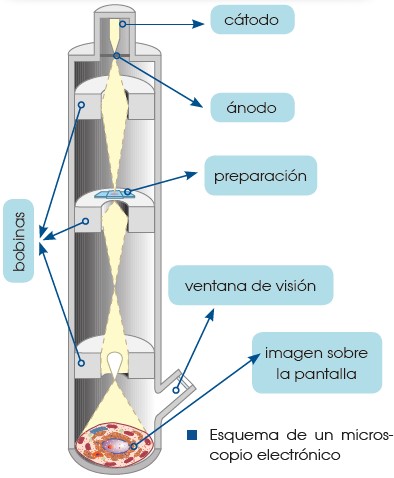 cátodo
ánodo
preparación
bobinas
ventana de visión
imagen sobre
la pantalla
Esquema de un micros-
copio electrónico